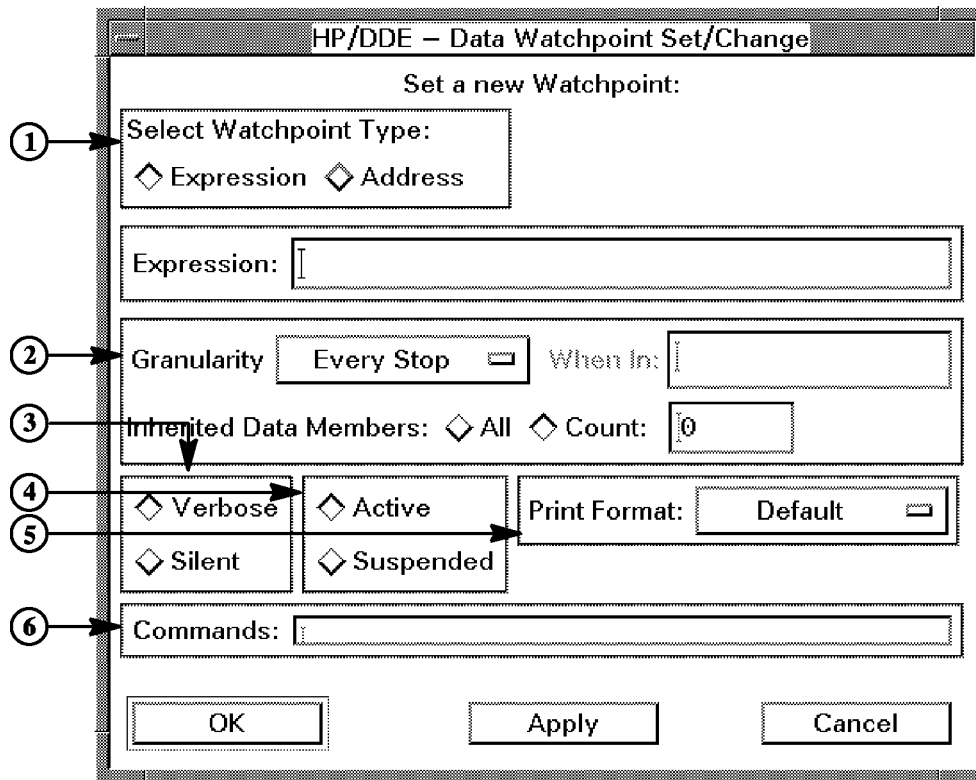 HP/DDE – Data Watchpoint Set/Change
Set a new Watchpoint:
1
Select Watchpoint Type:
Expression Address
Expression:
2
Granularity Every Stop When In:
3
Inherited Data Members: All Count: 0
4
Verbose Active Print Format: Default
5
Silent Suspended
6
Commands:
OK Apply Cancel